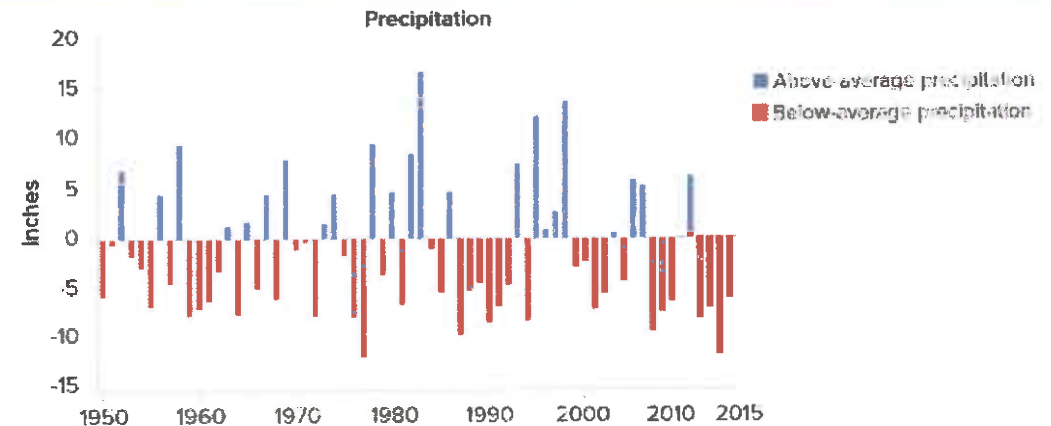 Precipitation
20
15
10
5
0
-5
-10
-15
Inches
1950 1960 1970 1980 1990 2000 2010 2015
Above-average precipitation
Below-average precipitation